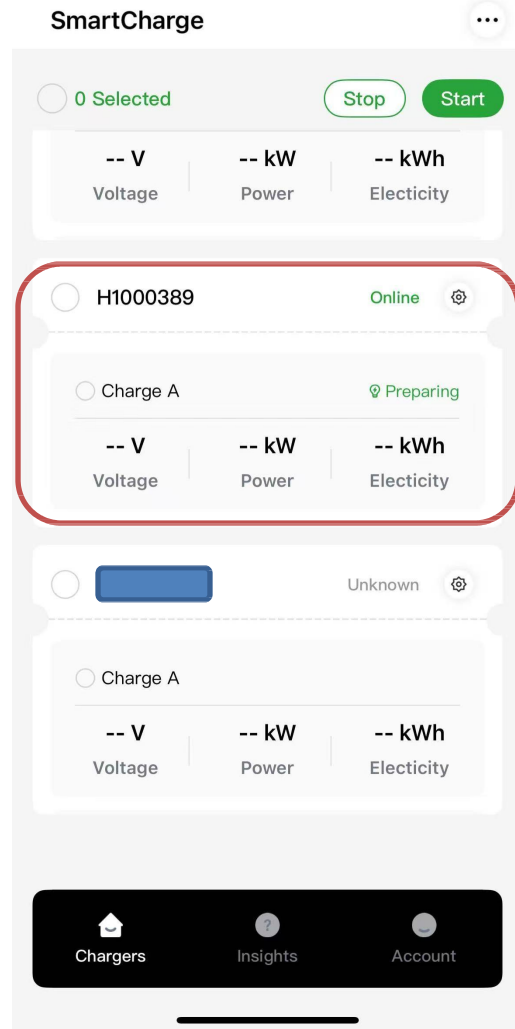 SmartCharge
0 Selected Stop Start
-- V -- kW -- kWh
Voltage Power Electicity
H1000389 Online
Charge A Preparing
-- V -- kW -- kWh
Voltage Power Electicity
Unknown
Charge A
-- V -- kW -- kWh
Voltage Power Electicity
Chargers Insights Account